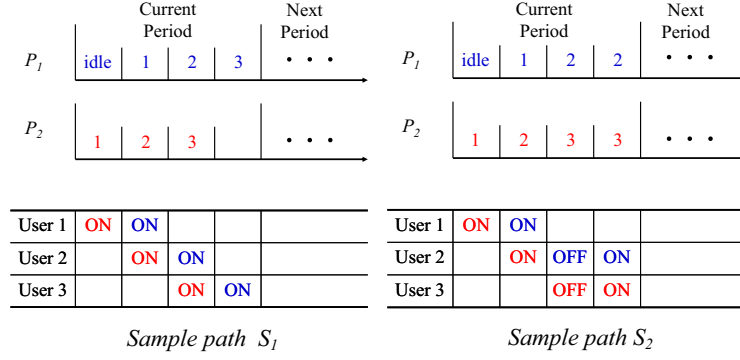 Current Period Next Period
P1 idle 1 2 3 • • •
P2 1 2 3 • • •
User 1 ON ON
User 2 ON ON
User 3 ON ON
Sample path S1
Current Period Next Period
P1 idle 1 2 2 • • •
P2 1 2 3 3 • • •
User 1 ON ON
User 2 ON OFF ON
User 3 OFF ON
Sample path S2